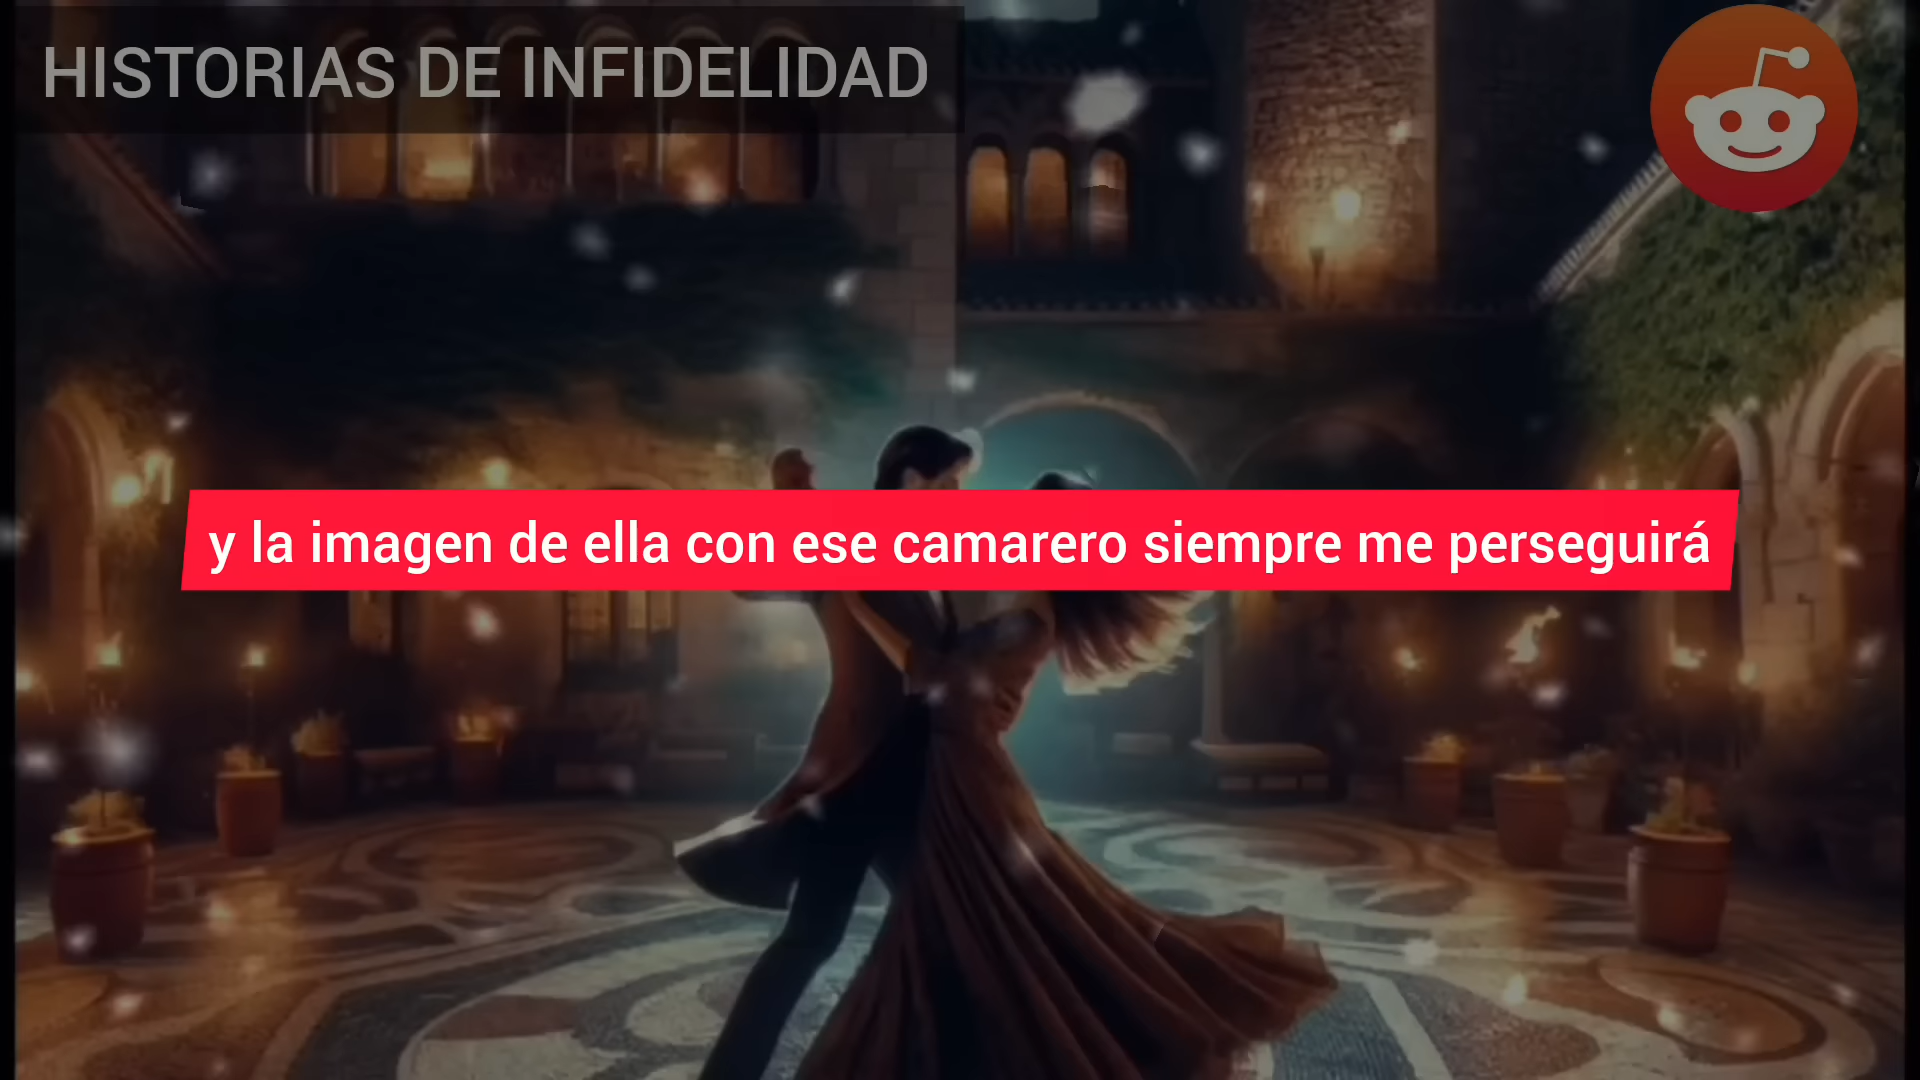 HISTORIAS DE INFIDELIDAD
y la imagen de ella con ese camarero siempre me perseguirá